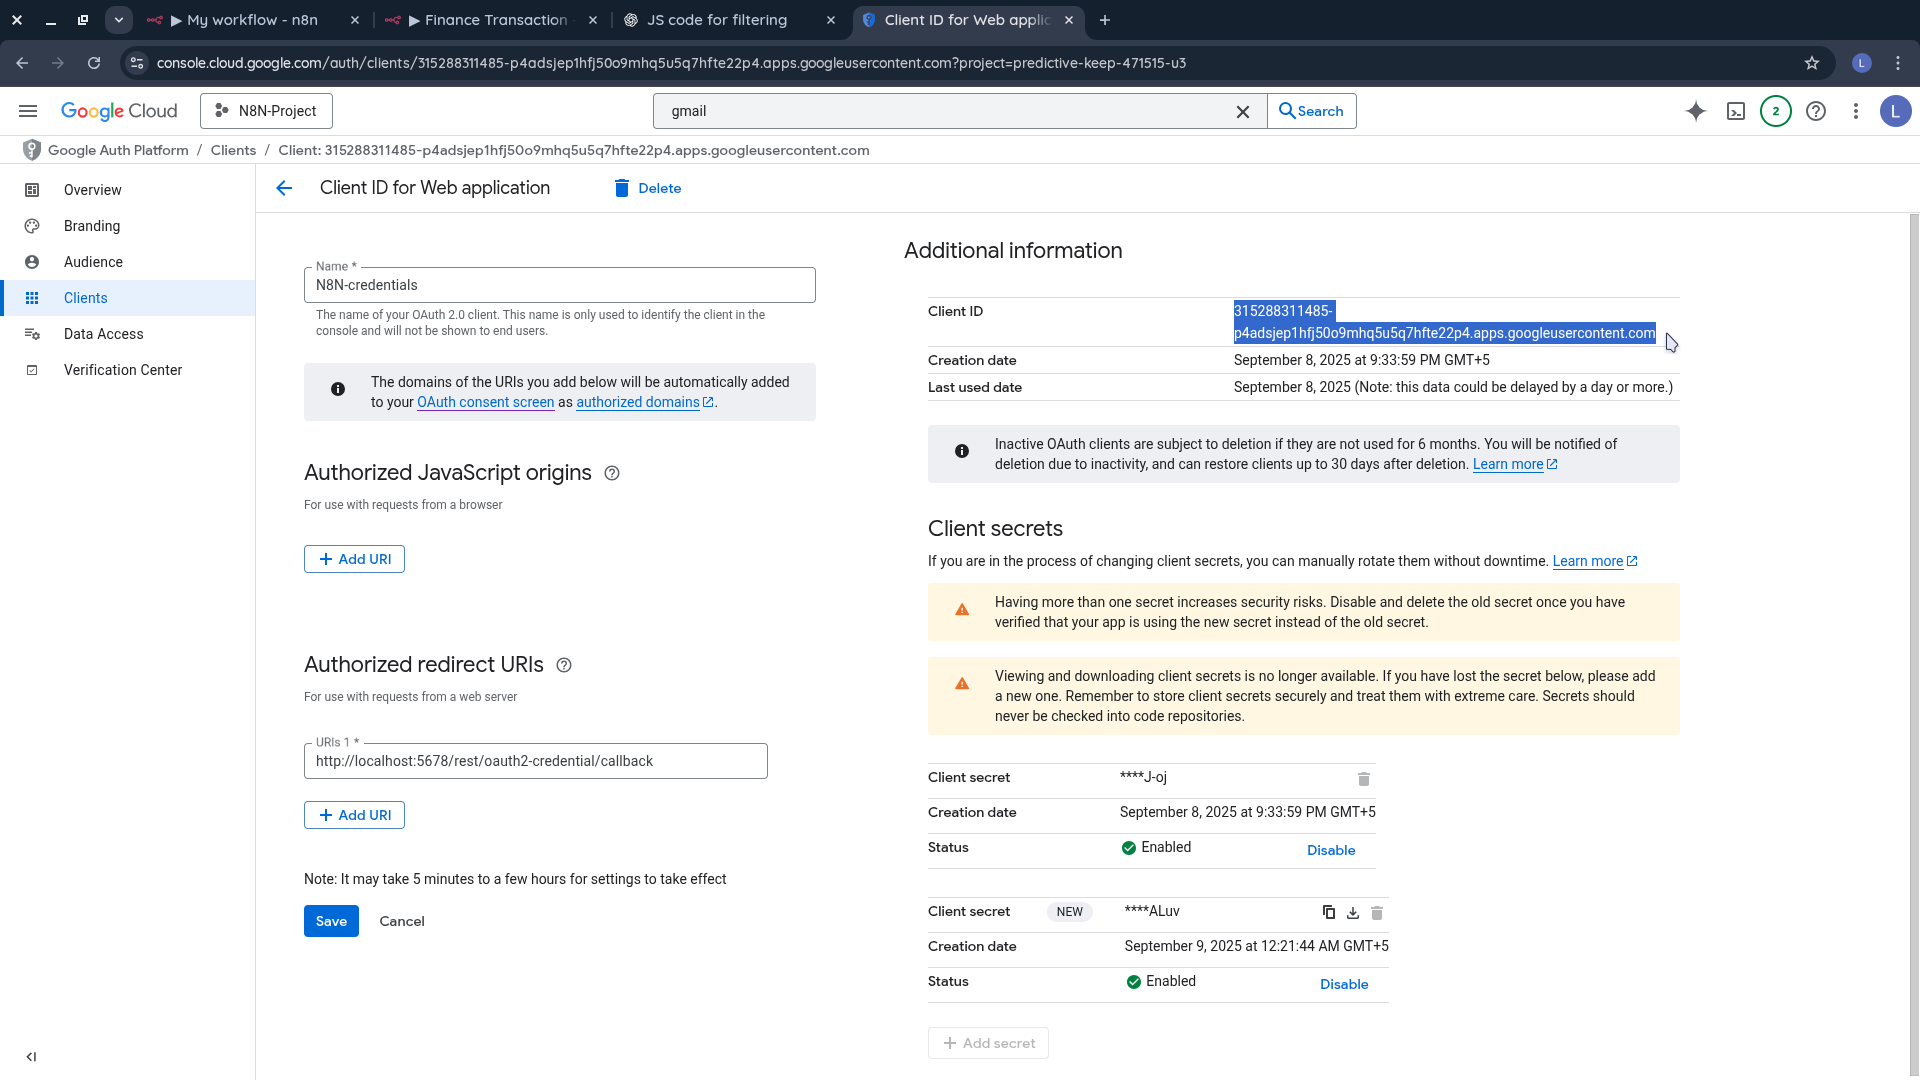 ▶ My workflow - n8n
▶ Finance Transaction
JS code for filtering
Client ID for Web applic
console.cloud.google.com/auth/clients/315288311485-p4adsjep1hfj50o9mhq5u5q7hfte22p4.apps.googleusercontent.com?project=predictive-keep-471515-u3
L
Google Cloud
N8N-Project
gmail
Search
2
L
Google Auth Platform / Clients / Client: 315288311485-p4adsjep1hfj50o9mhq5u5q7hfte22p4.apps.googleusercontent.com
Overview
Branding
Audience
Clients
Data Access
Verification Center
Client ID for Web application
Delete
Name *
N8N-credentials
The name of your OAuth 2.0 client. This name is only used to identify the client in the
console and will not be shown to end users.
The domains of the URIs you add below will be automatically added
to your OAuth consent screen as authorized domains.
Authorized JavaScript origins
For use with requests from a browser
+ Add URI
Authorized redirect URIs
For use with requests from a web server
URIs 1 *
http://localhost:5678/rest/oauth2-credential/callback
+ Add URI
Note: It may take 5 minutes to a few hours for settings to take effect
Save
Cancel
Additional information
Client ID
315288311485-
p4adsjep1hfj50o9mhq5u5q7hfte22p4.apps.googleusercontent.com
Creation date September 8, 2025 at 9:33:59 PM GMT+5
Last used date September 8, 2025 (Note: this data could be delayed by a day or more.)
Inactive OAuth clients are subject to deletion if they are not used for 6 months. You will be notified of
deletion due to inactivity, and can restore clients up to 30 days after deletion. Learn more
Client secrets
If you are in the process of changing client secrets, you can manually rotate them without downtime. Learn more
Having more than one secret increases security risks. Disable and delete the old secret once you have
verified that your app is using the new secret instead of the old secret.
Viewing and downloading client secrets is no longer available. If you have lost the secret below, please add
a new one. Remember to store client secrets securely and treat them with extreme care. Secrets should
never be checked into code repositories.
Client secret ****J-oj
Creation date September 8, 2025 at 9:33:59 PM GMT+5
Status Enabled Disable
Client secret NEW ****ALuv
Creation date September 9, 2025 at 12:21:44 AM GMT+5
Status Enabled Disable
+ Add secret